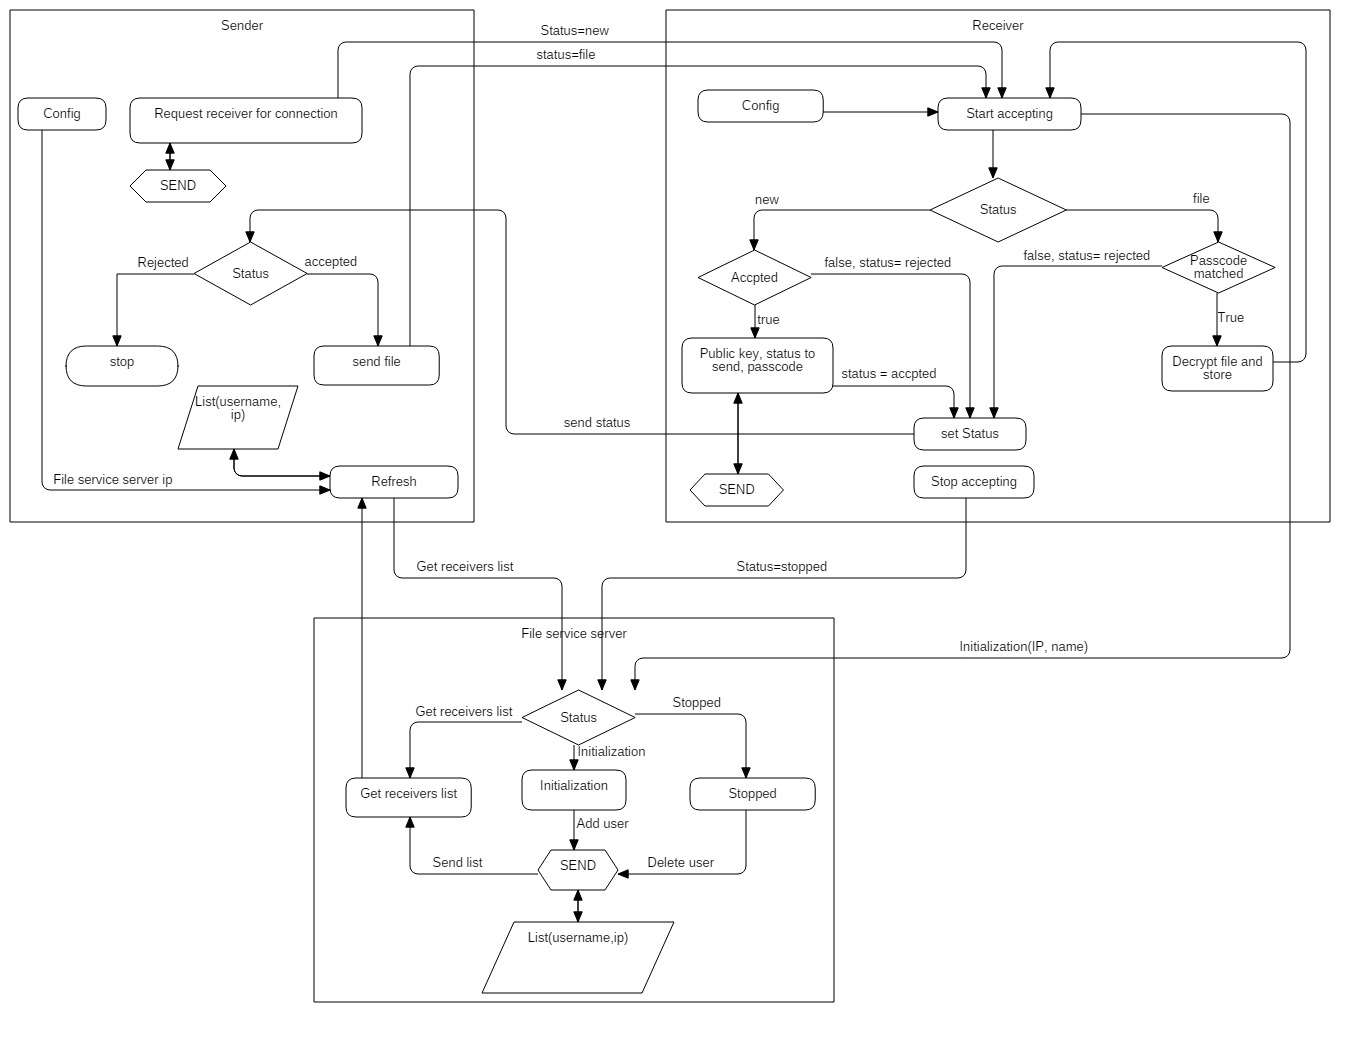 Sender
Receiver
Status=new
status=file
Config
Request receiver for connection
SEND
Config
Start accepting
Status
new
file
Rejected
Status
accepted
Accpted
false, status= rejected
false, status= rejected
Passcode
matched
true
True
stop
send file
Public key, status to
send, passcode
status = accpted
Decrypt file and
store
List(username,
ip)
send status
set Status
File service server ip
Refresh
SEND
Stop accepting
Get receivers list
Status=stopped
File service server
Initialization(IP, name)
Get receivers list
Status
Stopped
Initialization
Get receivers list
Initialization
Stopped
Add user
Send list
SEND
Delete user
List(username,ip)